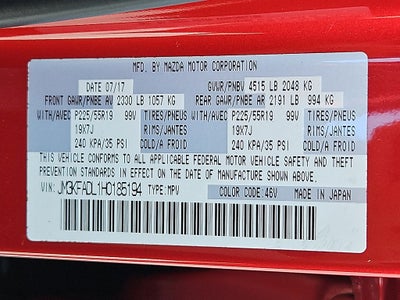 MFD. BY MAZDA MOTOR CORPORATION
DATE 07/17 GVWR/PNBV 4515 LB 2048 KG
FRONT GAWR/PNBE AV 2330 LB 1057 KG REAR GAWR/PNBE AR 2191 LB 994 KG
WITH/AVEC P225/55R19 99V TIRES/PNEUS WITH/AVEC P225/55R19 99V TIRES/PNEUS
19X7J RIMS/JANTES 19X7J RIMS/JANTES
240 KPA/35 PSI COLD/A FROID 240 KPA/35 PSI COLD/A FROID
THIS VEHICLE CONFORMS TO ALL APPLICABLE FEDERAL MOTOR VEHICLE SAFETY AND THEFT
PREVENTION STANDARDS IN EFFECT ON THE DATE OF MANUFACTURE SHOWN ABOVE.
VIN: JM3KFADL1H0185194 TYPE: MPV COLOR CODE: 46V MADE IN JAPAN